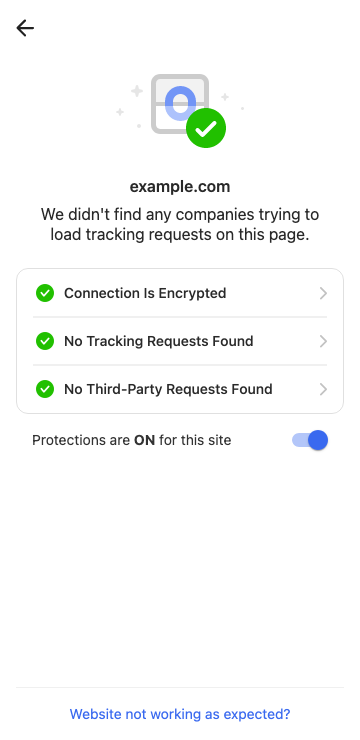 example.com
We didn't find any companies trying to
load tracking requests on this page.
Connection Is Encrypted
No Tracking Requests Found
No Third-Party Requests Found
Protections are ON for this site
Website not working as expected?